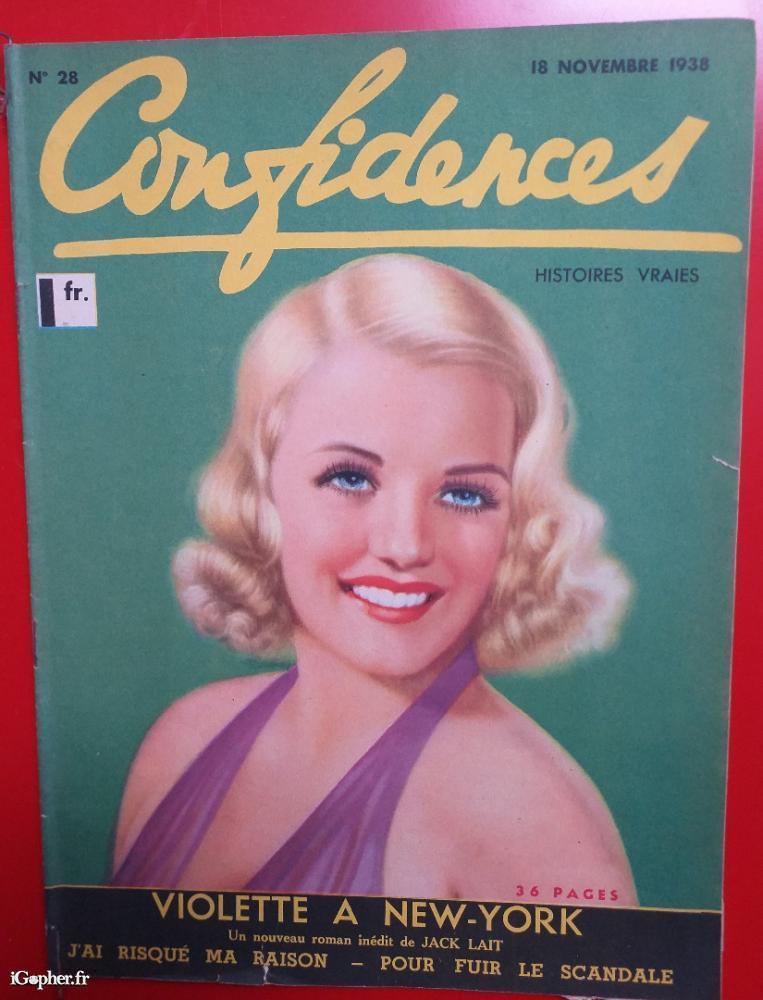 N° 28
18 NOVEMBRE 1938
Confidences
HISTOIRES VRAIES
1 fr.
36 PAGES
VIOLETTE A NEW-YORK
Un nouveau roman inédit de JACK LAIT
J'AI RISQUÉ MA RAISON – POUR FUIR LE SCANDALE
iGopher.fr